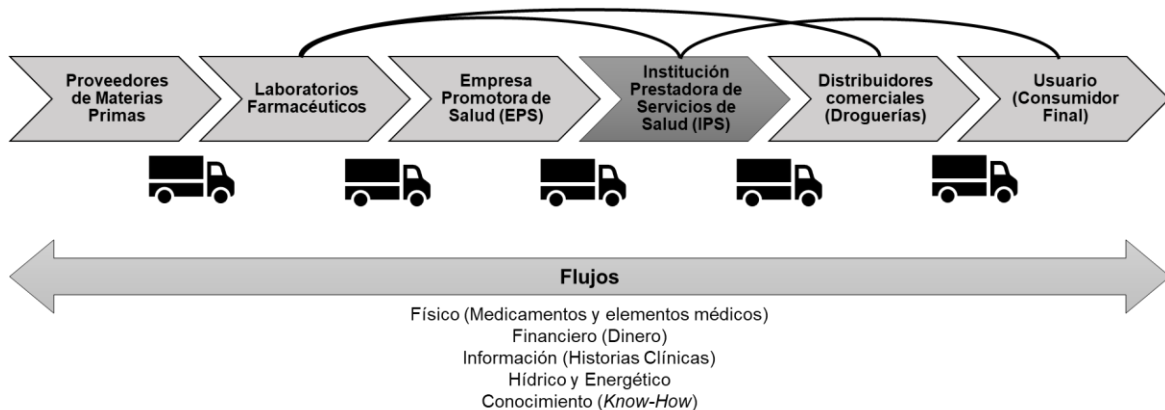 Proveedores
de Materias
Primas
Laboratorios
Farmacéuticos
Empresa
Promotora de
Salud (EPS)
Institución
Prestadora de
Servicios de
Salud (IPS)
Distribuidores
comerciales
(Droguerías)
Usuario
(Consumidor
Final)
Flujos
Físico (Medicamentos y elementos médicos)
Financiero (Dinero)
Información (Historias Clínicas)
Hídrico y Energético
Conocimiento (Know-How)